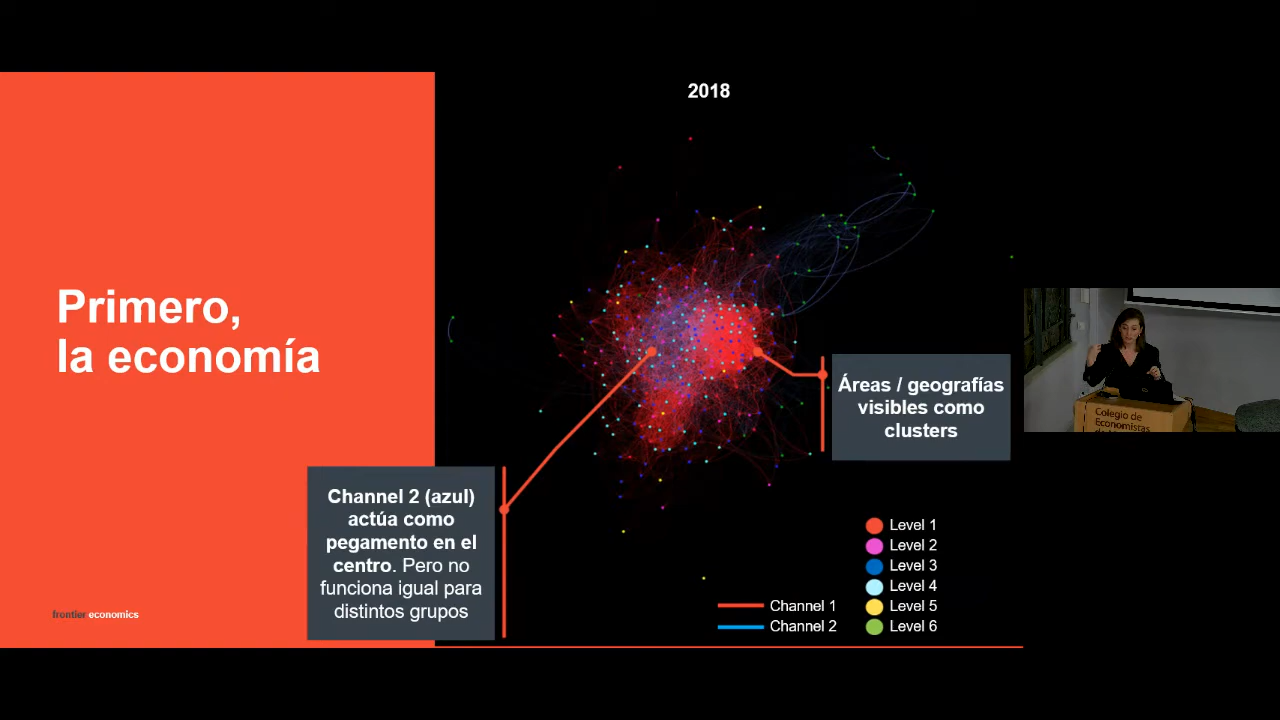 2018
Primero,
la economía
Áreas / geografías
visibles como
clusters
Channel 2 (azul)
actúa como
pegamento en el
centro. Pero no
funciona igual para
distintos grupos
Channel 1
Channel 2
Level 1
Level 2
Level 3
Level 4
Level 5
Level 6
frontier economics
Colegio de
Economistas